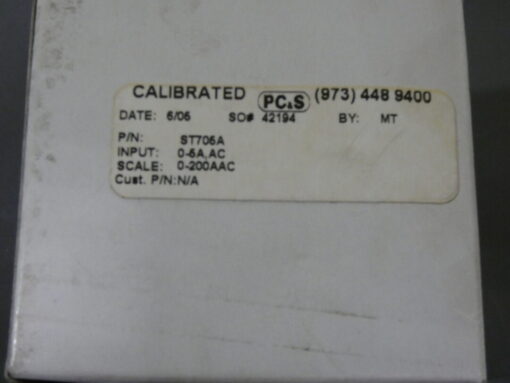 CALIBRATED PC&S (973) 448 9400
DATE: 6/05 SO# 42194 BY: MT
P/N: ST705A
INPUT: 0-5A,AC
SCALE: 0-200AAC
Cust. P/N:N/A